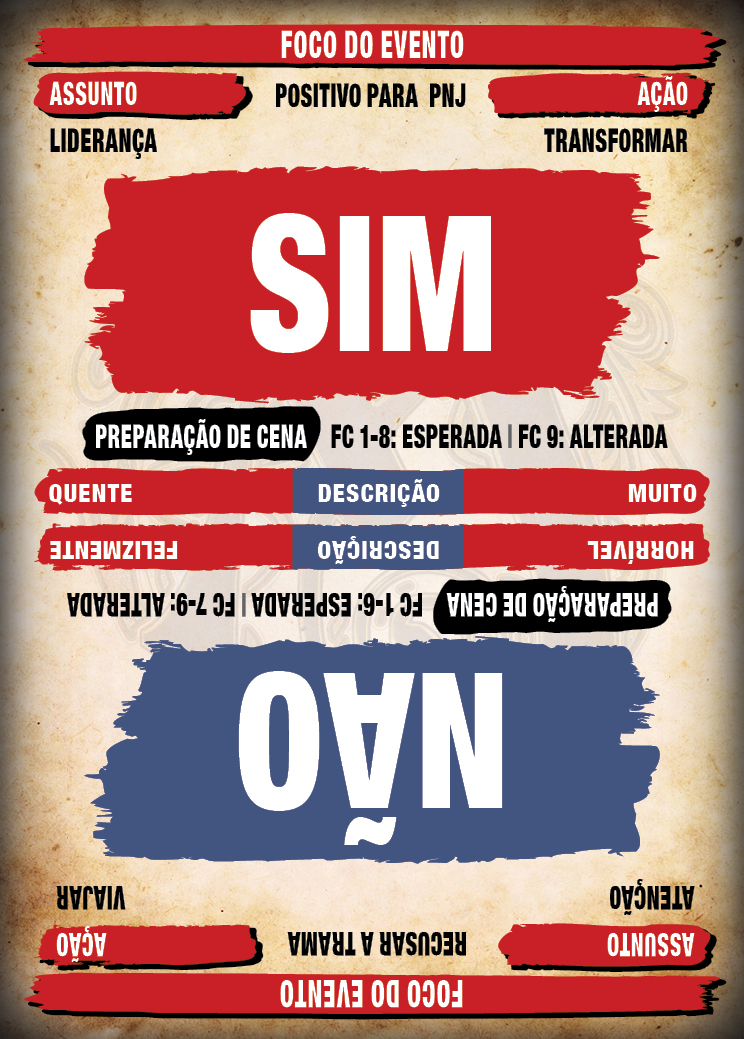 FOCO DO EVENTO
ASSUNTO POSITIVO PARA PNJ AÇÃO
LIDERANÇA TRANSFORMAR
SIM
PREPARAÇÃO DE CENA FC 1-8: ESPERADA | FC 9: ALTERADA
QUENTE DESCRIÇÃO MUITO
HORRÍVEL DESCRIÇÃO FELIZMENTE
PREPARAÇÃO DE CENA FC 1-6: ESPERADA | FC 7-9: ALTERADA
NÃO
ATENÇÃO VIAJAR
ASSUNTO RECUSAR A TRAMA AÇÃO
FOCO DO EVENTO